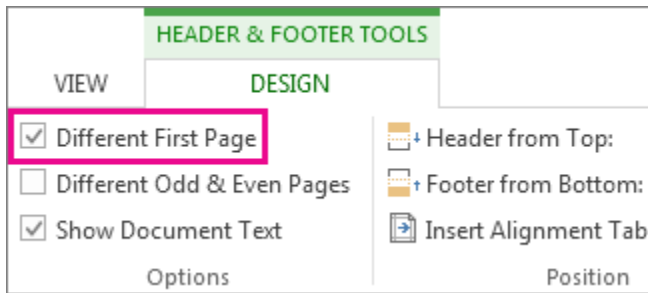 HEADER & FOOTER TOOLS
VIEW
DESIGN
Different First Page
Header from Top:
Different Odd & Even Pages
Footer from Bottom:
Show Document Text
Insert Alignment Tab
Options
Position